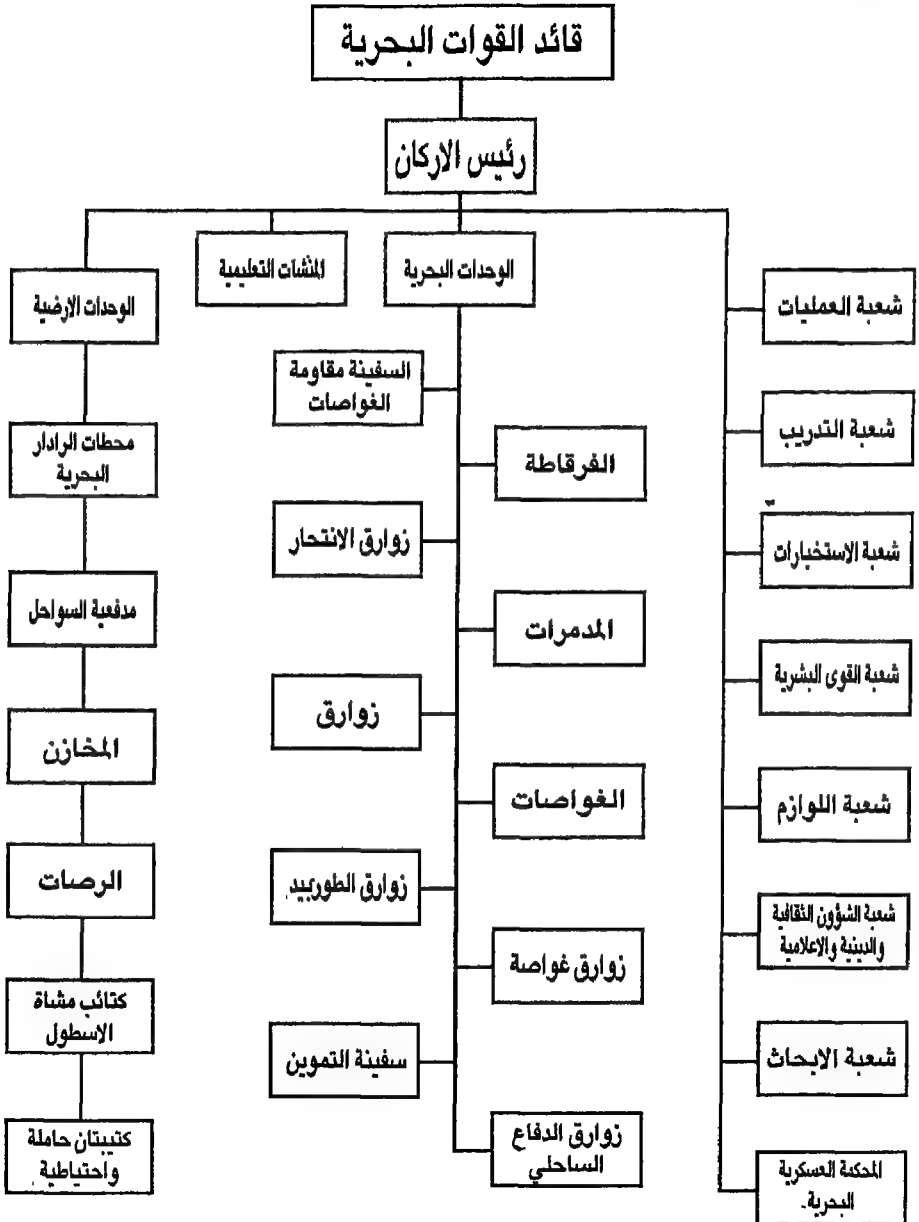 قائد القوات البحرية
رئيس الاركان
شعبة العمليات
شعبة التدريب
شعبة الاستخبارات
شعبة القوى البشرية
شعبة اللوازم
شعبة الشؤون الثقافية
والدينية والاعلامية
شعبة الابحاث
المحكمة العسكرية
البحرية.
الوحدات البحرية
السفينة مقاومة
الغواصات
الفرقاطة
زوارق الانتحار
المدمرات
زوارق
الغواصات
زوارق الطوربيد
زوارق غواصة
سفينة التموين
زوارق الدفاع
الساحلي
المنشات التعليمية
الوحدات الارضية
محطات الرادار
البحرية
مدفعية السواحل
المخازن
الرصات
كتائب مشاة
الاسطول
كتيبتان حاملة
واحتياطية